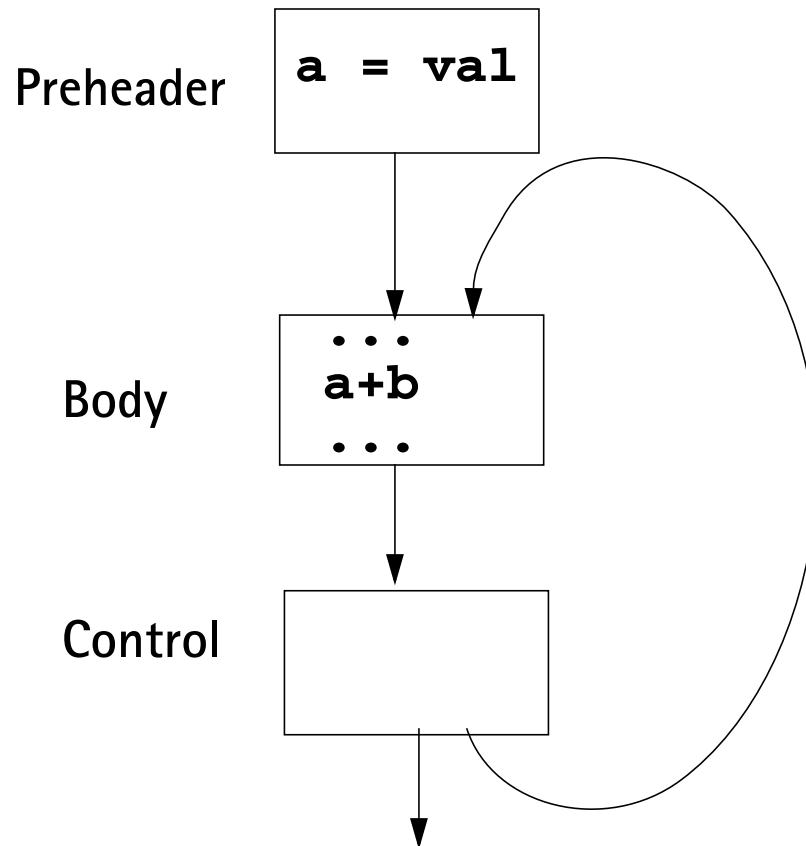 Preheader
a = val
Body
...
a+b
...
Control